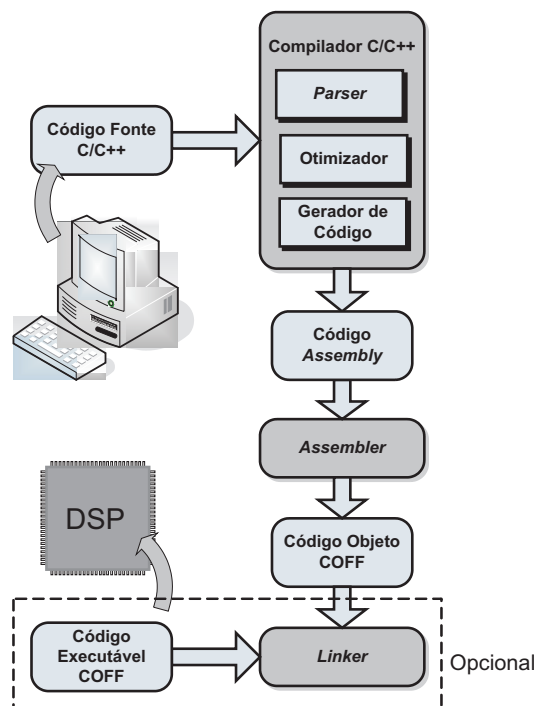 Compilador C/C++
Parser
Código Fonte
C/C++
Otimizador
Gerador de
Código
Código
Assembly
Assembler
DSP
Código Objeto
COFF
Código
Executável
COFF
Linker
Opcional